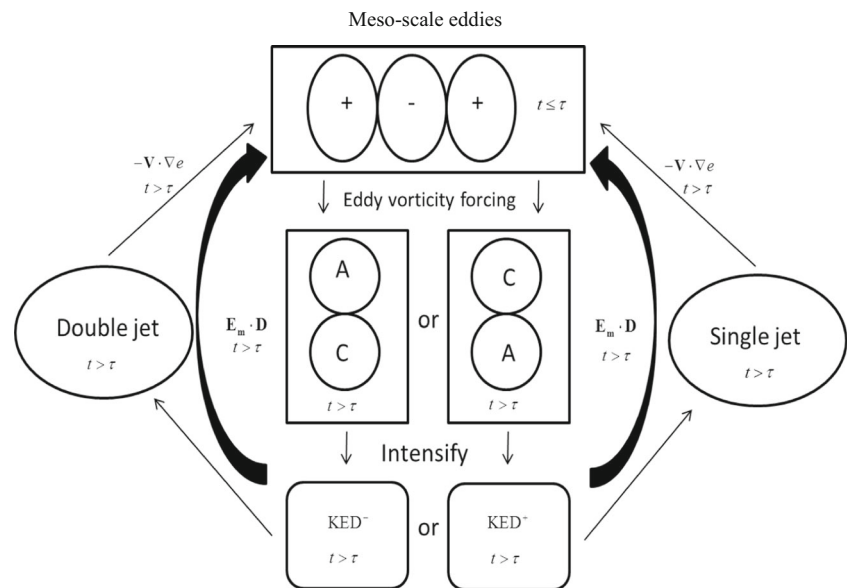 Meso-scale eddies
+ - + t ≤ τ
−V·∇e
t > τ
−V·∇e
t > τ
Eddy vorticity forcing
A
C
t > τ
or
C
A
t > τ
Double jet
t > τ
E_m·D
t > τ
E_m·D
t > τ
Single jet
t > τ
Intensify
KED⁻
t > τ
or
KED⁺
t > τ